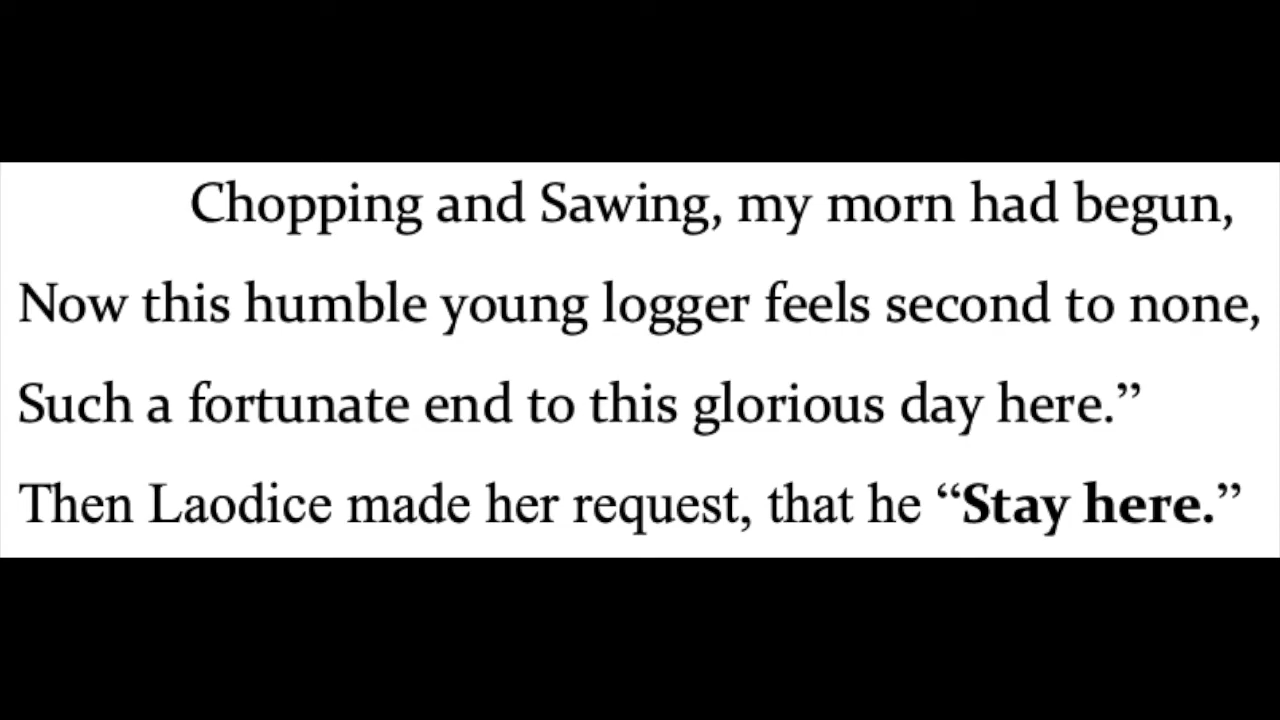 Chopping and Sawing, my morn had begun,
Now this humble young logger feels second to none,
Such a fortunate end to this glorious day here.”
Then Laodice made her request, that he “Stay here.”